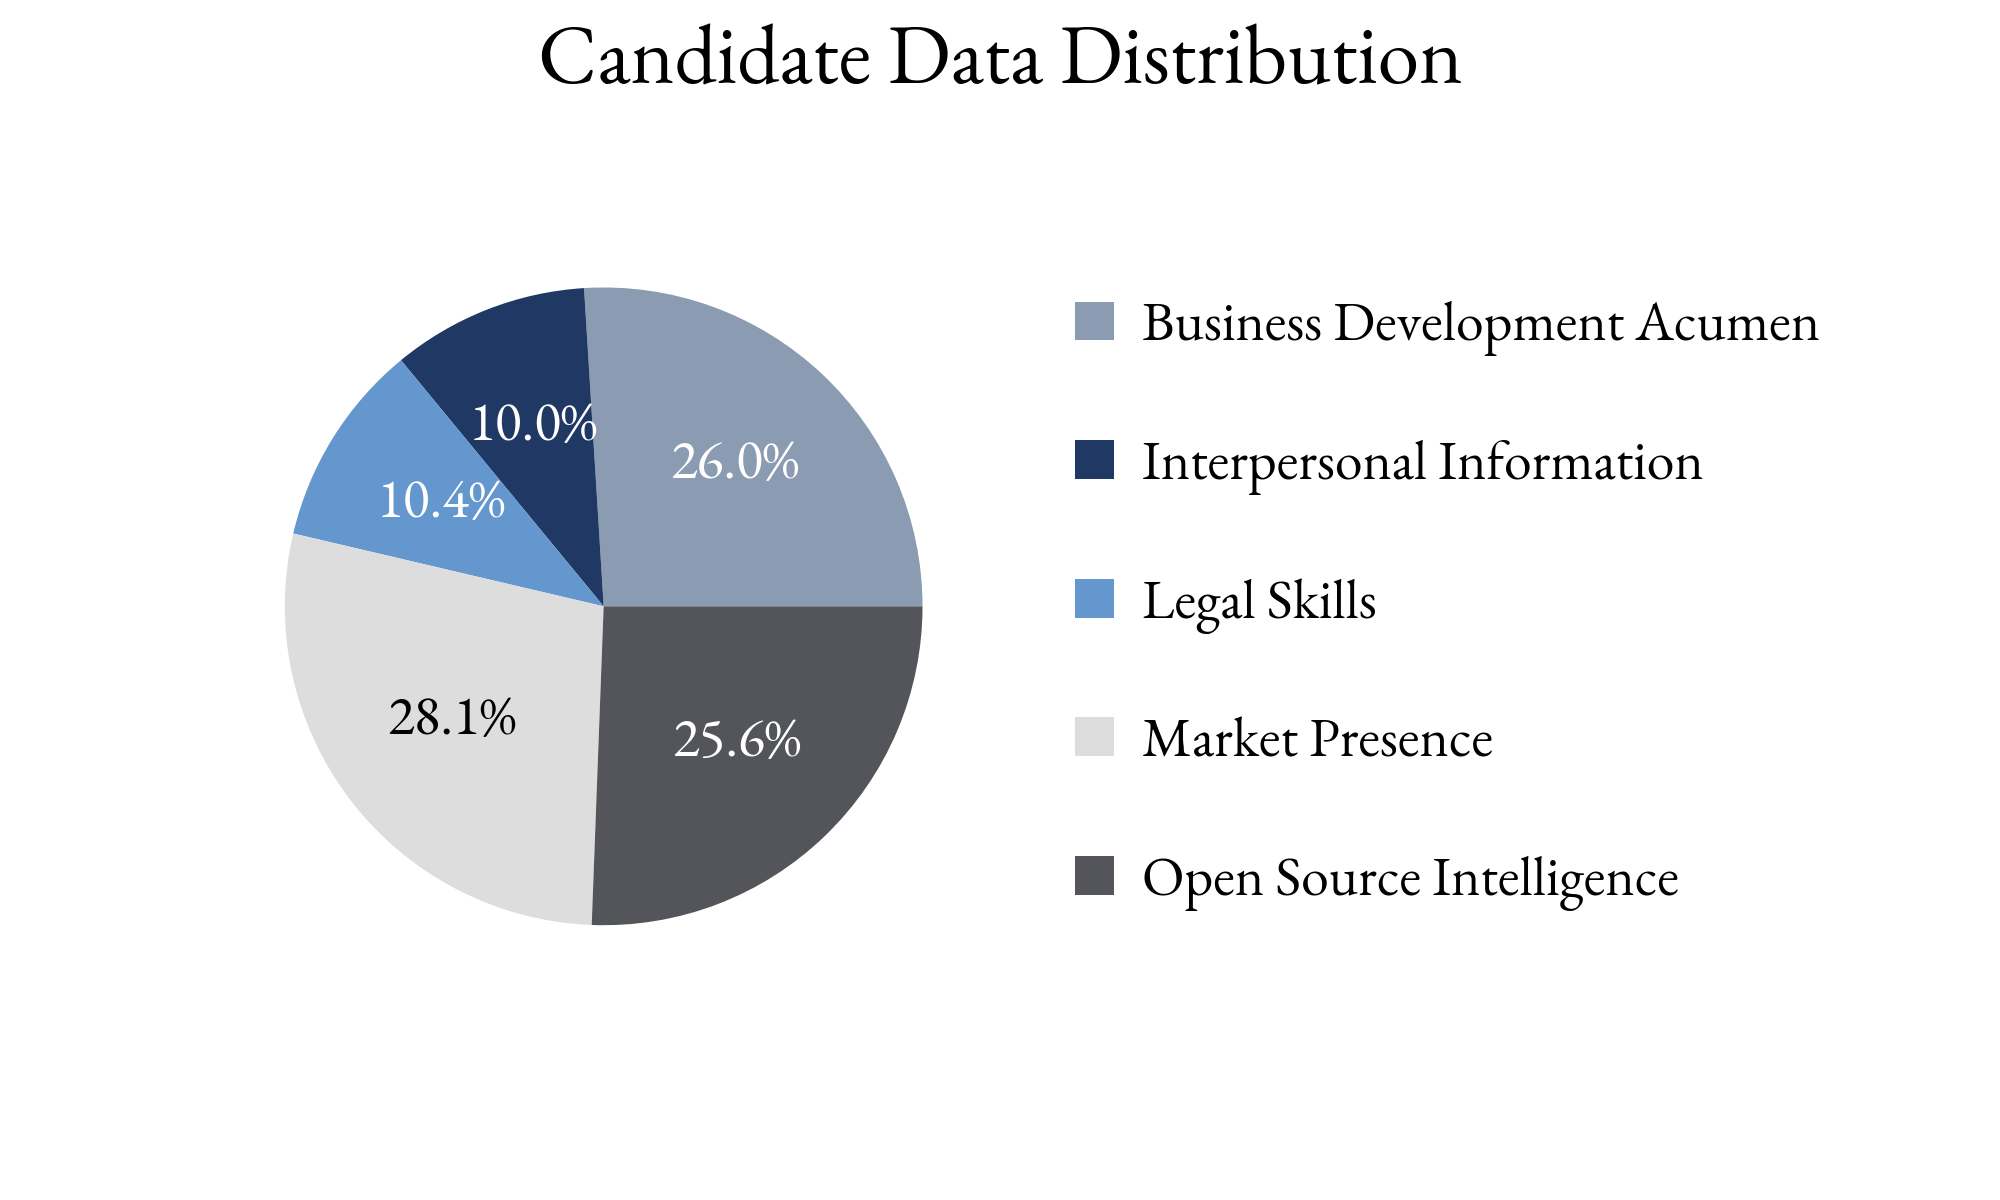 Candidate Data Distribution
10.0%
26.0%
10.4%
28.1%
25.6%
Business Development Acumen
Interpersonal Information
Legal Skills
Market Presence
Open Source Intelligence